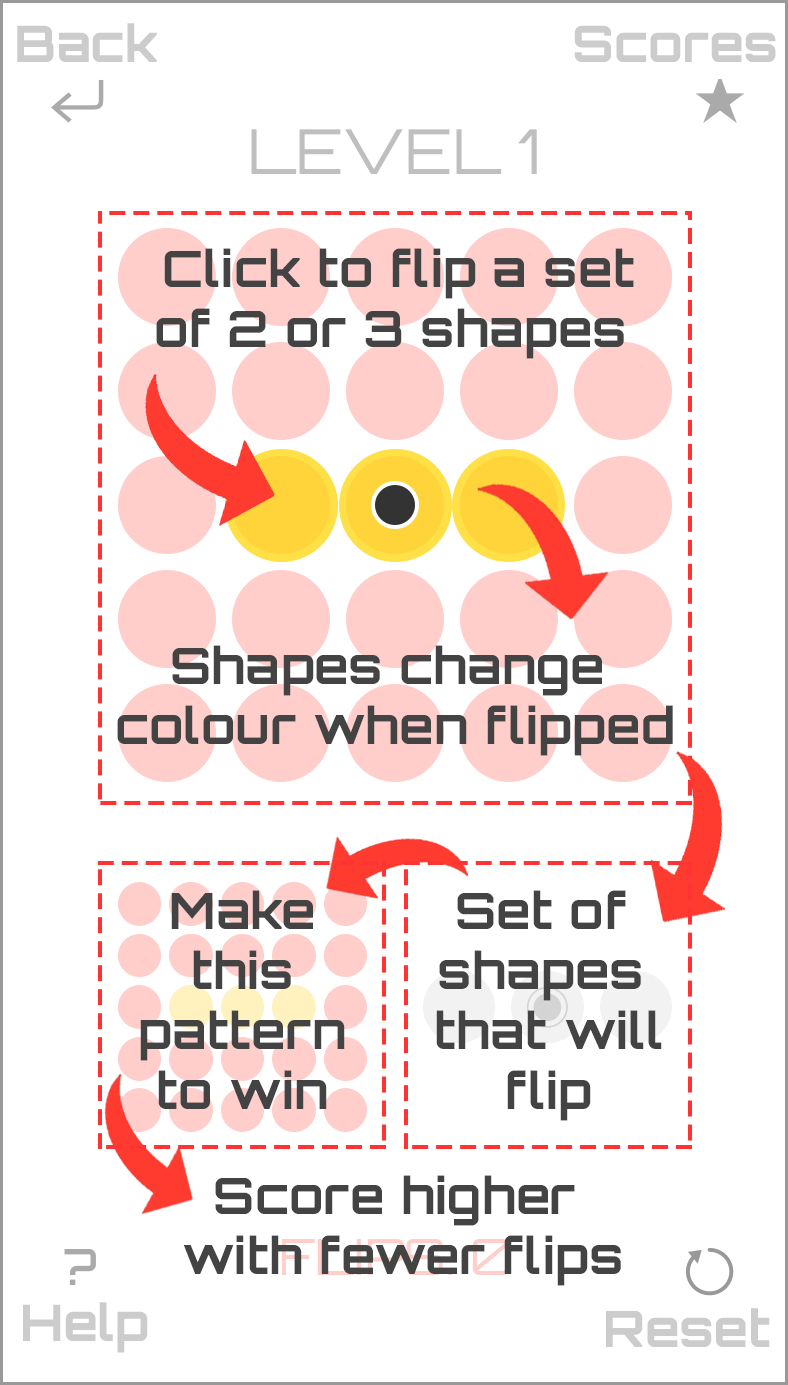 Back
Scores
LEVEL 1
Click to flip a set
of 2 or 3 shapes
Shapes change
colour when flipped
Make
this
pattern
to win
Set of
shapes
that will
flip
Score higher
with fewer flips
FLIPS 0
?
Help
Reset